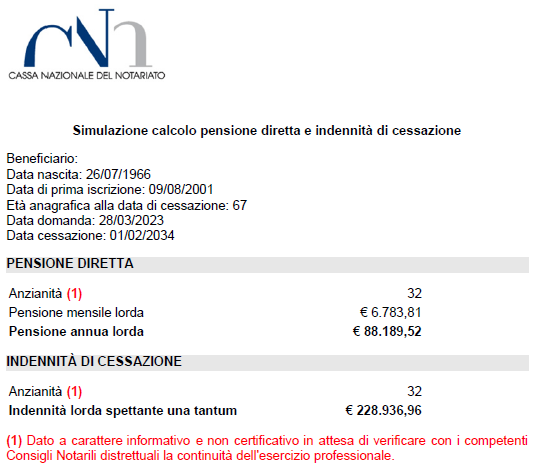 CASSA NAZIONALE DEL NOTARIATO
Simulazione calcolo pensione diretta e indennità di cessazione
Beneficiario:
Data nascita: 26/07/1966
Data di prima iscrizione: 09/08/2001
Età anagrafica alla data di cessazione: 67
Data domanda: 28/03/2023
Data cessazione: 01/02/2034
PENSIONE DIRETTA
Anzianità (1) 32
Pensione mensile lorda € 6.783,81
Pensione annua lorda € 88.189,52
INDENNITÀ DI CESSAZIONE
Anzianità (1) 32
Indennità lorda spettante una tantum € 228.936,96
(1) Dato a carattere informativo e non certificativo in attesa di verificare con i competenti
Consigli Notarili distrettuali la continuità dell'esercizio professionale.